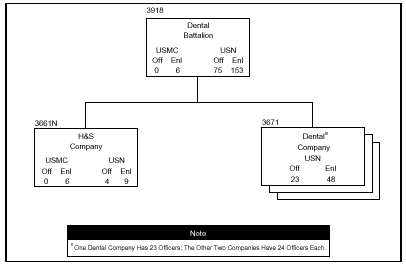 3918
Dental
Battalion
USMC USN
Off Enl Off Enl
0 6 75 153
3661N
H&S
Company
USMC USN
Off Enl Off Enl
0 6 4 9
3671
Dental#
Company
USN
Off Enl
23 48
Note
#One Dental Company Has 23 Officers; The Other Two Companies Have 24 Officers Each.